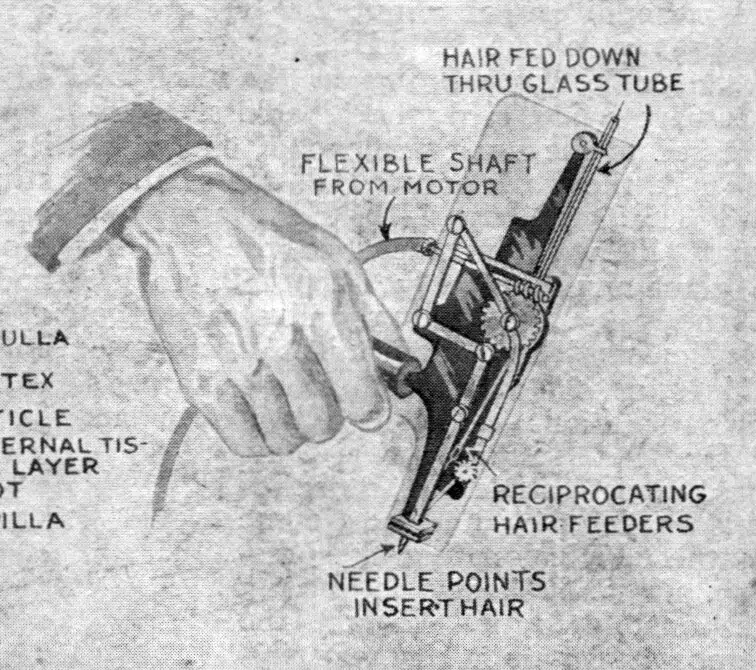 HAIR FED DOWN
THRU GLASS TUBE
FLEXIBLE SHAFT
FROM MOTOR
ULLA
TEX
ICLE
ERNAL TIS-
LAYER
OT
ILLA
RECIPROCATING
HAIR FEEDERS
NEEDLE POINTS
INSERT HAIR